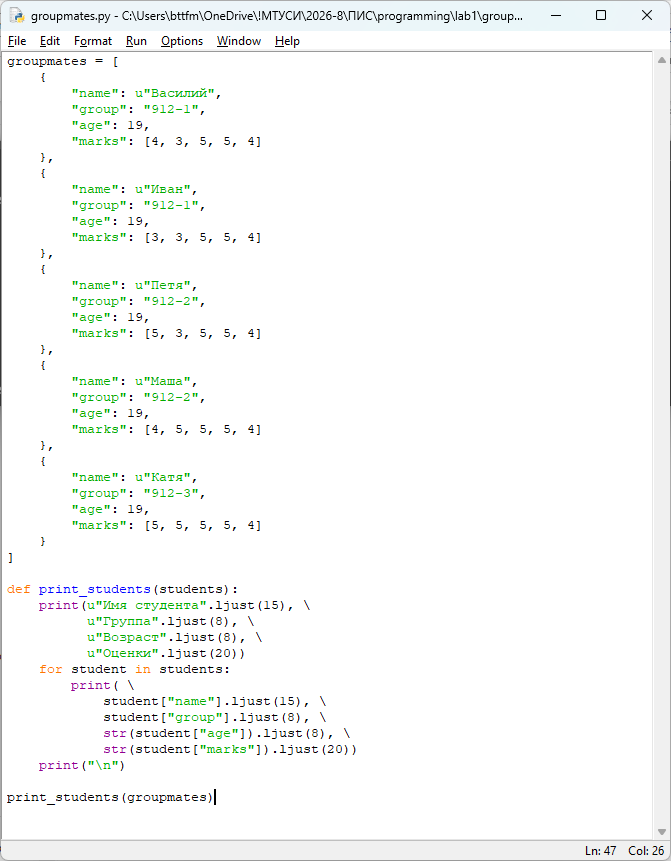 groupmates.py - C:\Users\bttfm\OneDrive\!МТУСИ\2026-8\ПИС\programming\lab1\group...
File Edit Format Run Options Window Help
groupmates = [
    {
        "name": u"Василий",
        "group": "912-1",
        "age": 19,
        "marks": [4, 3, 5, 5, 4]
    },
    {
        "name": u"Иван",
        "group": "912-1",
        "age": 19,
        "marks": [3, 3, 5, 5, 4]
    },
    {
        "name": u"Петя",
        "group": "912-2",
        "age": 19,
        "marks": [5, 3, 5, 5, 4]
    },
    {
        "name": u"Маша",
        "group": "912-2",
        "age": 19,
        "marks": [4, 5, 5, 5, 4]
    },
    {
        "name": u"Катя",
        "group": "912-3",
        "age": 19,
        "marks": [5, 5, 5, 5, 4]
    }
]

def print_students(students):
    print(u"Имя студента".ljust(15), \
          u"Группа".ljust(8), \
          u"Возраст".ljust(8), \
          u"Оценки".ljust(20))
    for student in students:
        print( \
            student["name"].ljust(15), \
            student["group"].ljust(8), \
            str(student["age"]).ljust(8), \
            str(student["marks"]).ljust(20))
    print("\n")

print_students(groupmates)
Ln: 47 Col: 26